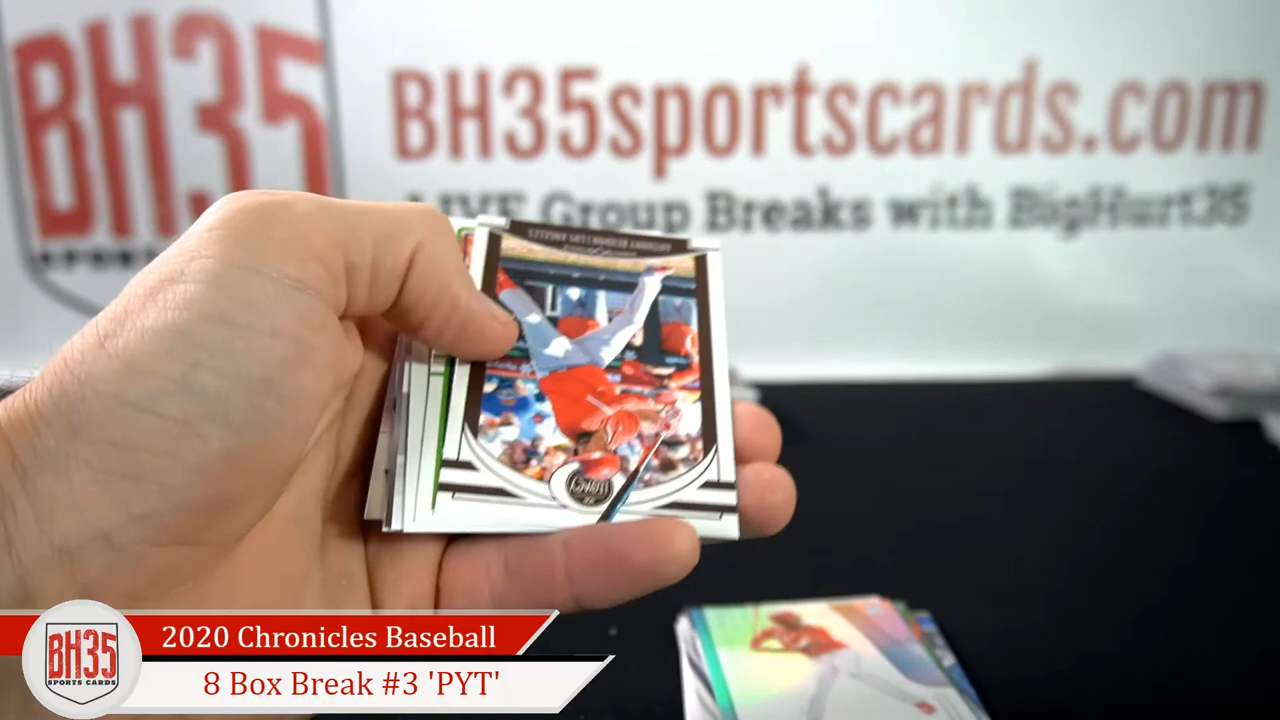 BH35
SPORTS
BH35sportscards.com
LIVE Group Breaks with BigHurt35
BH35
SPORTS CARDS
2020 Chronicles Baseball
8 Box Break #3 'PYT'